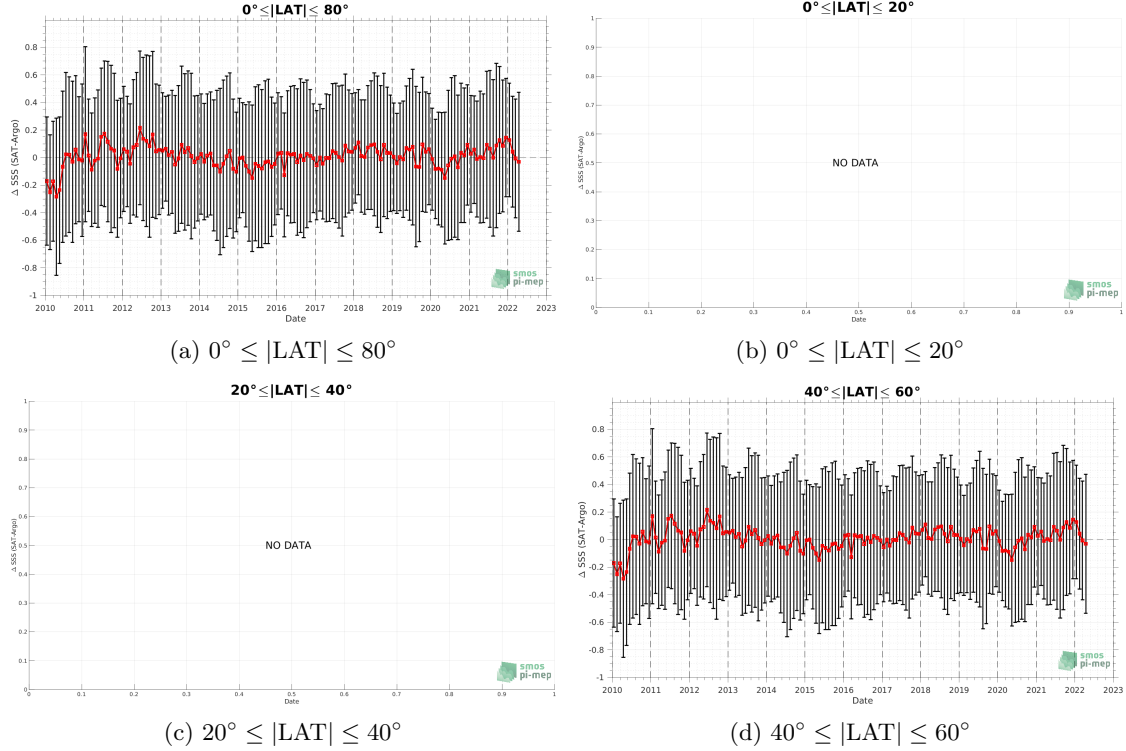 0°≤|LAT|≤ 80°
Δ SSS (SAT-Argo)
0.8
0.6
0.4
0.2
0
-0.2
-0.4
-0.6
-0.8
-1
2010 2011 2012 2013 2014 2015 2016 2017 2018 2019 2020 2021 2022 2023
Date
smos
pi-mep
(a) 0° ≤ |LAT| ≤ 80°
0°≤|LAT|≤ 20°
Δ SSS (SAT-Argo)
1
0.9
0.8
0.7
0.6
0.5
0.4
0.3
0.2
0.1
0
NO DATA
0 0.1 0.2 0.3 0.4 0.5 0.6 0.7 0.8 0.9 1
Date
smos
pi-mep
(b) 0° ≤ |LAT| ≤ 20°
20°≤|LAT|≤ 40°
Δ SSS (SAT-Argo)
1
0.9
0.8
0.7
0.6
0.5
0.4
0.3
0.2
0.1
0
NO DATA
0 0.1 0.2 0.3 0.4 0.5 0.6 0.7 0.8 0.9 1
Date
smos
pi-mep
(c) 20° ≤ |LAT| ≤ 40°
40°≤|LAT|≤ 60°
Δ SSS (SAT-Argo)
0.8
0.6
0.4
0.2
0
-0.2
-0.4
-0.6
-0.8
-1
2010 2011 2012 2013 2014 2015 2016 2017 2018 2019 2020 2021 2022 2023
Date
smos
pi-mep
(d) 40° ≤ |LAT| ≤ 60°